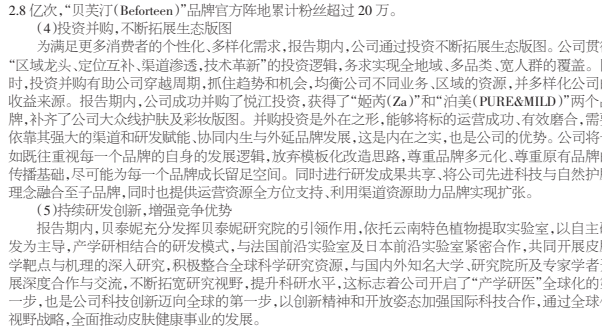 2.8 亿次，“贝芙汀(Beforteen)”品牌官方阵地累计粉丝超过 20 万。
(4)投资并购，不断拓展生态版图
为满足更多消费者的个性化、多样化需求，报告期内，公司通过投资不断拓展生态版图。公司贯
“区域龙头、定位互补、渠道渗透，技术革新”的投资逻辑，务求实现全地域、多品类、宽人群的覆盖。
时，投资并购有助公司穿越周期，抓住趋势和机会，均衡公司不同业务、区域的资源，并多样化公司
收益来源。报告期内，公司成功并购了悦江投资，获得了“姬芮(Za)”和“泊美(PURE&MILD)”两个
牌，补齐了公司大众线护肤及彩妆版图。并购投资是外在之形，能够将标的运营成功、有效磨合，需
依靠其强大的渠道和研发赋能、协同内生与外延品牌发展，这是内在之实，也是公司的优势。公司将
如既往重视每一个品牌的自身的发展逻辑，放弃模板化改造思路，尊重品牌多元化、尊重原有品牌
传播基础，尽可能为每一个品牌成长留足空间。同时进行研发成果共享、将公司先进科技与自然护
理念融合至子品牌，同时也提供运营资源全方位支持、利用渠道资源助力品牌实现扩张。
(5)持续研发创新，增强竞争优势
报告期内，贝泰妮充分发挥贝泰妮研究院的引领作用，依托云南特色植物提取实验室，以自主
发为主导，产学研相结合的研发模式，与法国前沿实验室及日本前沿实验室紧密合作，共同开展皮
学靶点与机理的深入研究，积极整合全球科学研究资源，与国内外知名大学、研究院所及专家学者
展深度合作与交流，不断拓宽研究视野，提升科研水平，这标志着公司开启了“产学研医”全球化的
一步，也是公司科技创新迈向全球的第一步，以创新精神和开放姿态加强国际科技合作，通过全球
视野战略，全面推动皮肤健康事业的发展。